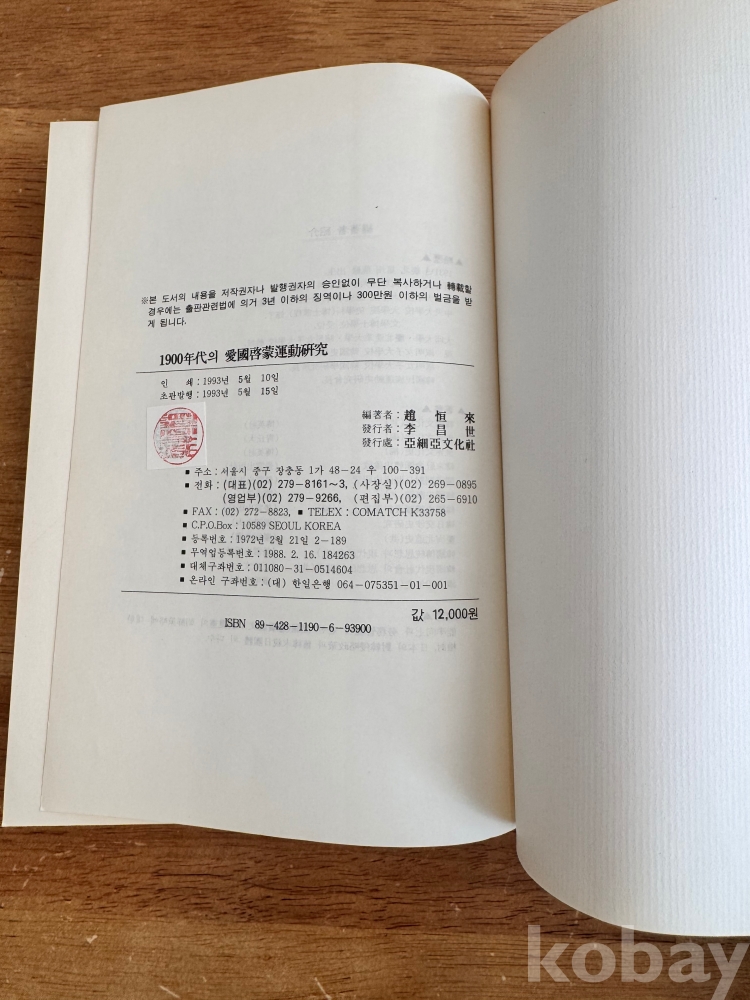 ※본 도서의 내용을 저작권자나 발행권자의 승인없이 무단 복사하거나 轉載할
경우에는 출판관련법에 의거 3년 이하의 징역이나 300만원 이하의 벌금을 받
게 됩니다.
1900年代의 愛國啓蒙運動硏究
인 쇄 : 1993년 5월 10일
초판발행 : 1993년 5월 15일
編著者 : 趙 恒 來
發行者 : 李 昌 世
發行處 : 亞細亞文化社
■ 주소 : 서울시 중구 장충동 1가 48-24 우 100-391
■ 전화 : (대표)(02) 279-8161~3, (사장실)(02) 269-0895
(영업부)(02) 279-9266, (편집부)(02) 265-6910
■ FAX : (02) 272-8823, ■ TELEX : COMATCH K33758
■ C.P.O.Box : 10589 SEOUL KOREA
■ 등록번호 : 1972년 2월 21일 2-189
■ 무역업등록번호 : 1988. 2. 16. 184263
■ 대체구좌번호 : 011080-31-0514604
■ 온라인 구좌번호 : (대) 한일은행 064-075351-01-001
값 12,000원
ISBN 89-428-1190-6-93900
kobay